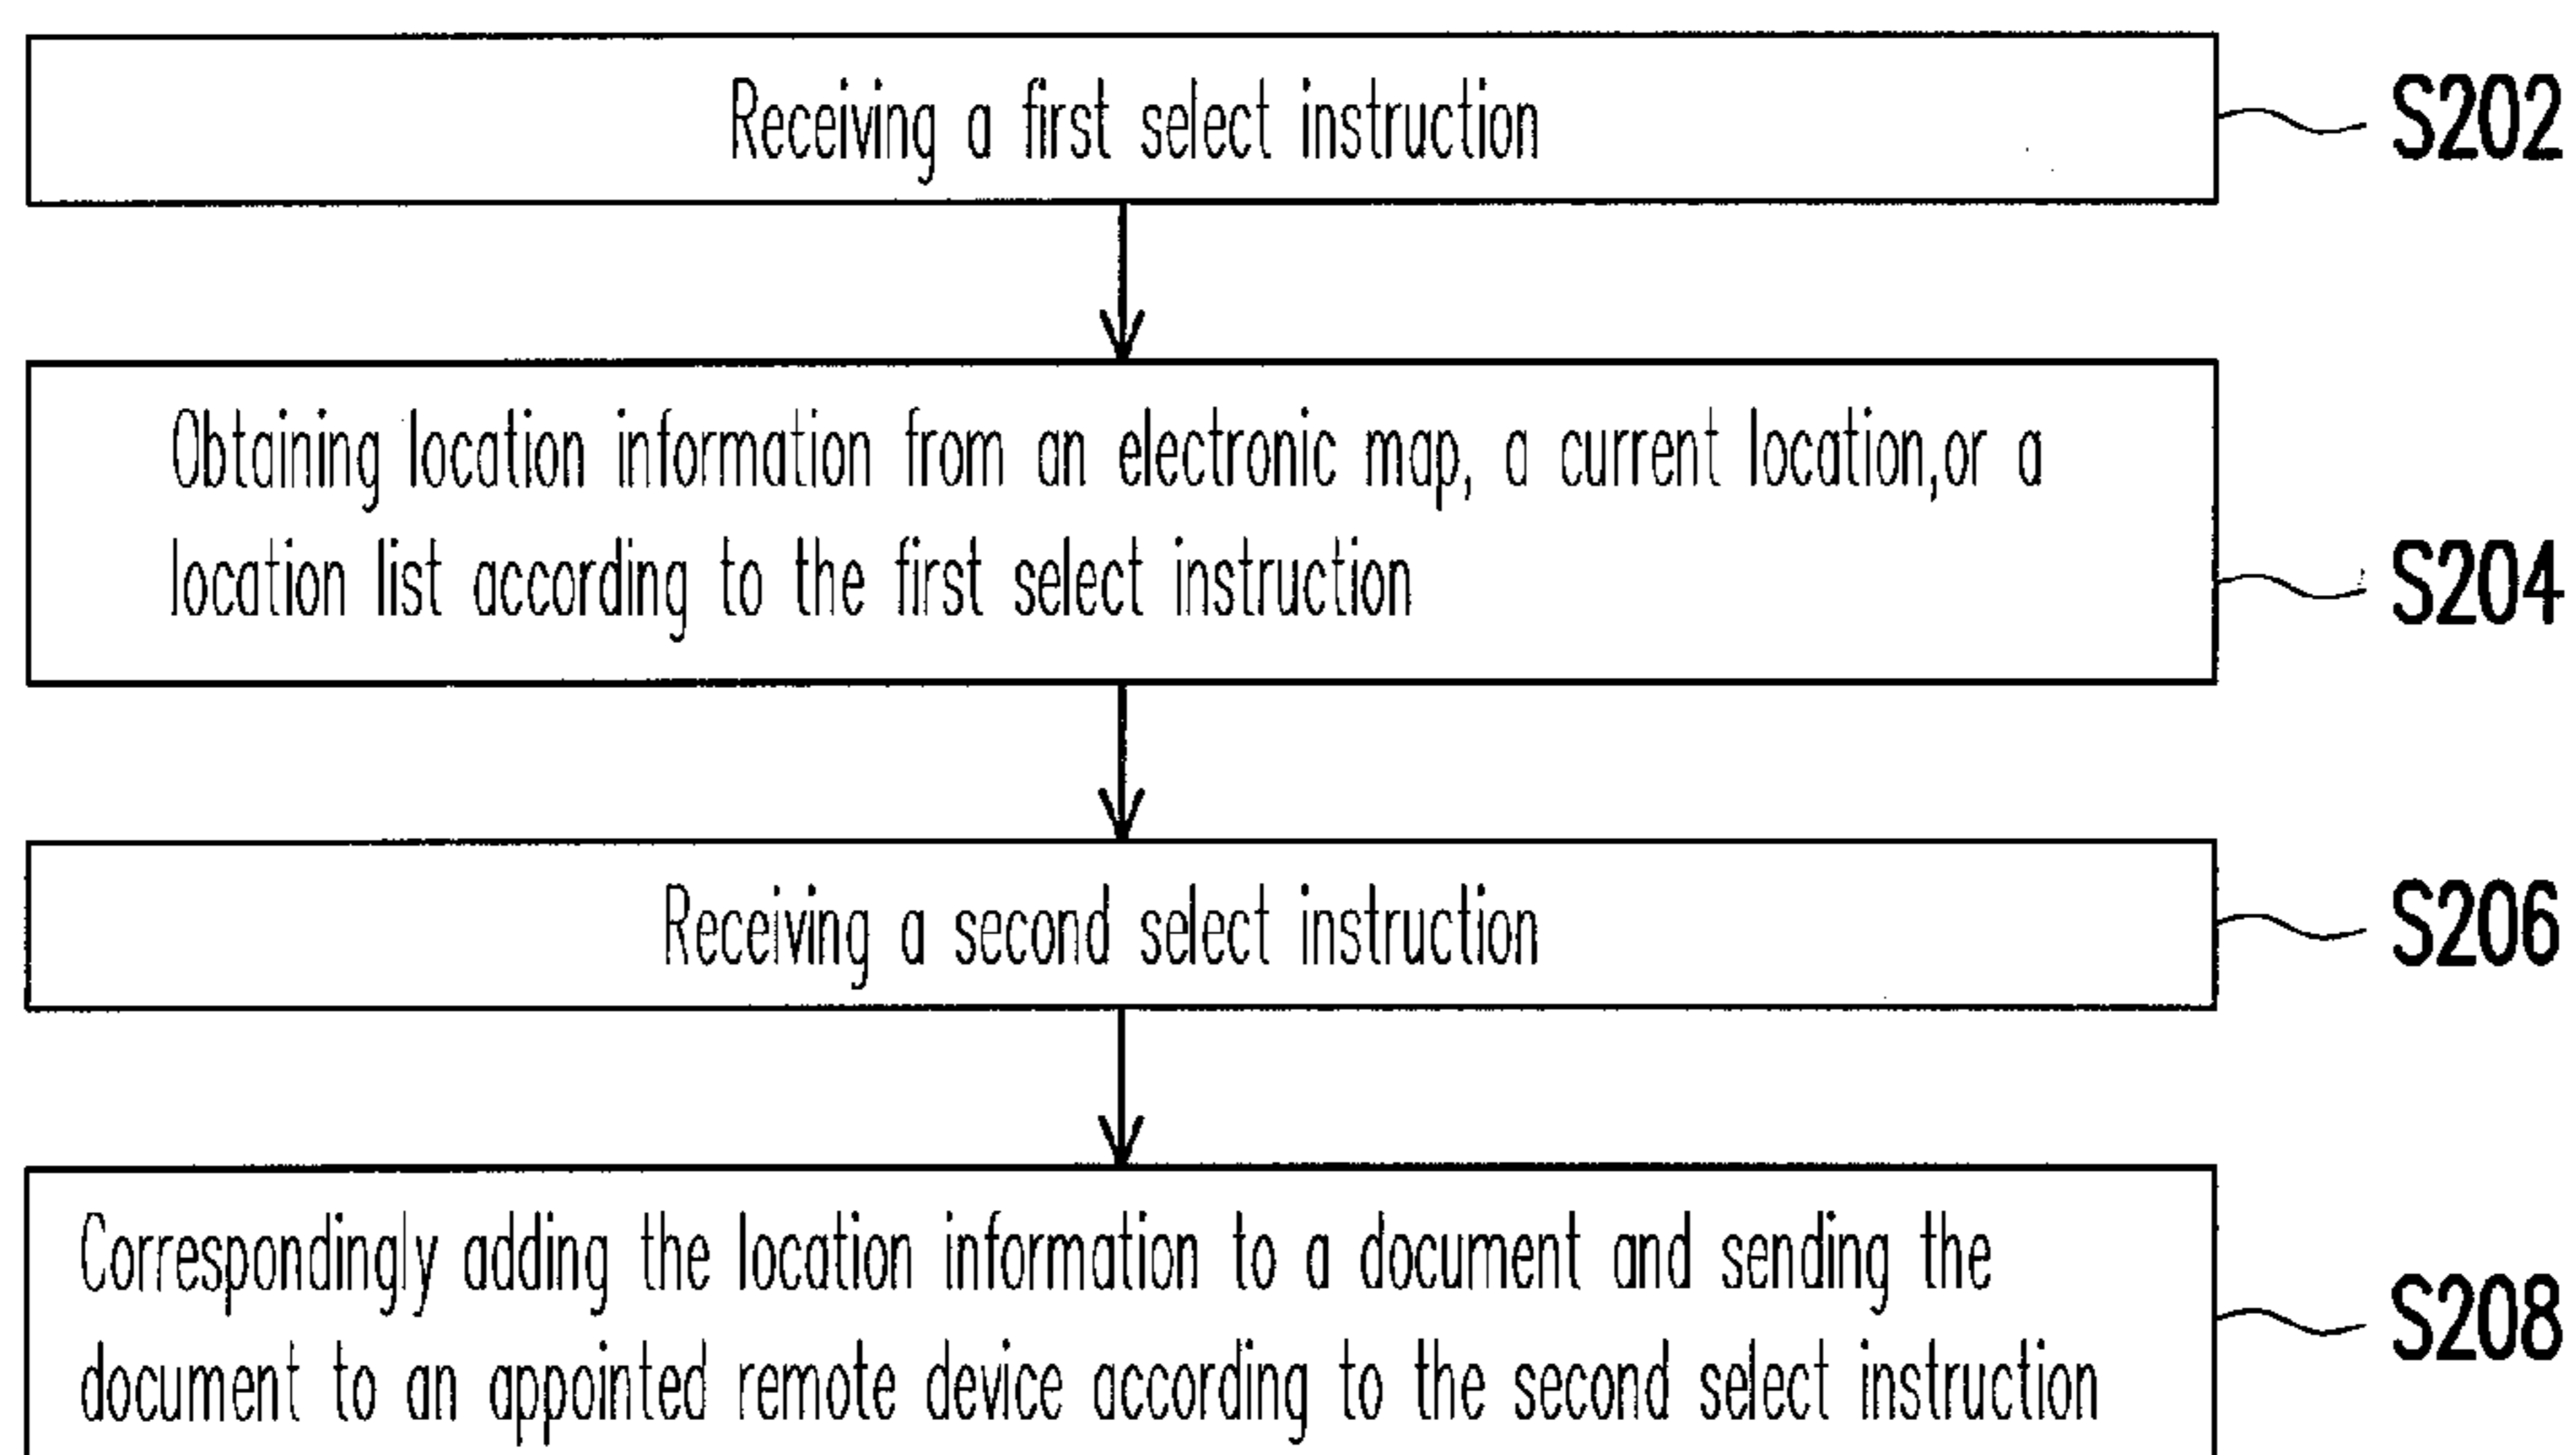 Receiving a first select instruction
S202
Obtaining location information from an electronic map, a current location,or a
location list according to the first select instruction
S204
Receiving a second select instruction
S206
Correspondingly adding the location information to a document and sending the
document to an appointed remote device according to the second select instruction
S208